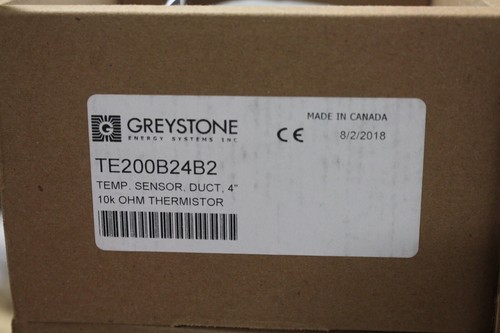 GREYSTONE
ENERGY SYSTEMS INC
MADE IN CANADA
CE 8/2/2018
TE200B24B2
TEMP. SENSOR, DUCT, 4"
10k OHM THERMISTOR